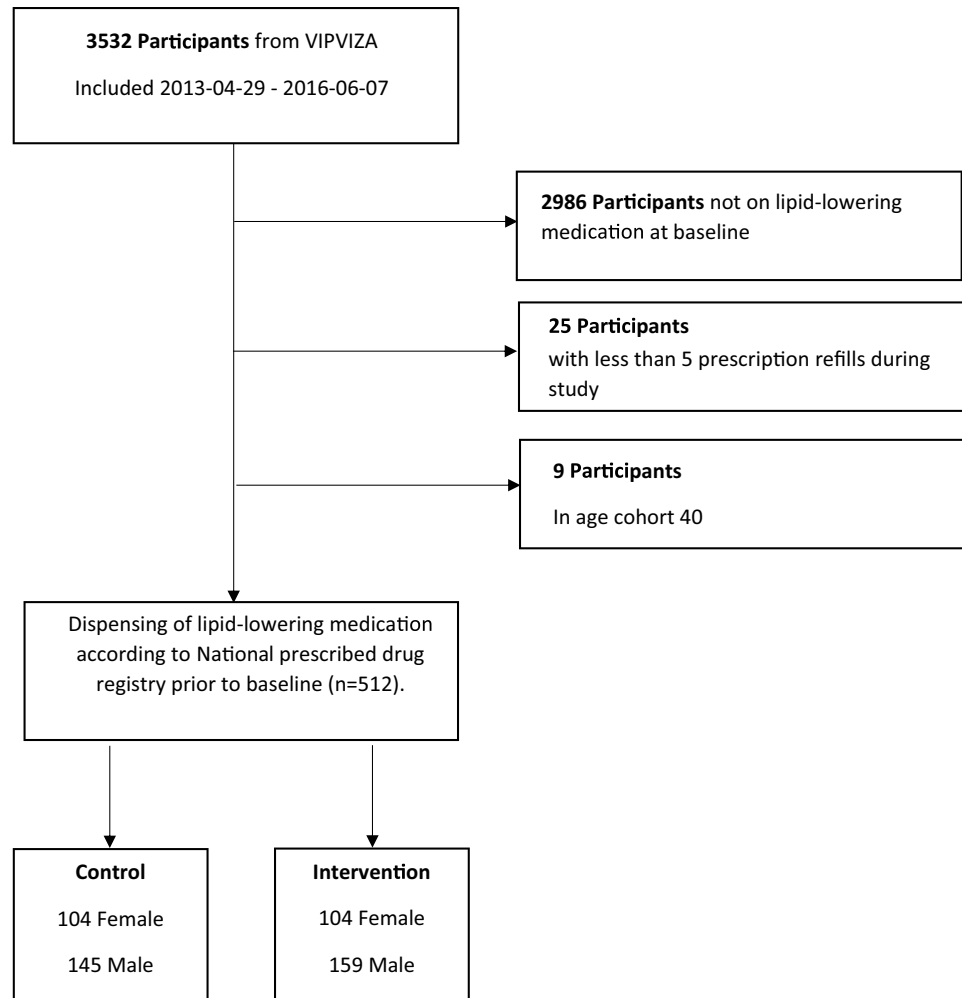 3532 Participants from VIPVIZA
Included 2013-04-29 - 2016-06-07
2986 Participants not on lipid-lowering
medication at baseline
25 Participants
with less than 5 prescription refills during
study
9 Participants
In age cohort 40
Dispensing of lipid-lowering medication
according to National prescribed drug
registry prior to baseline (n=512).
Control
104 Female
145 Male
Intervention
104 Female
159 Male